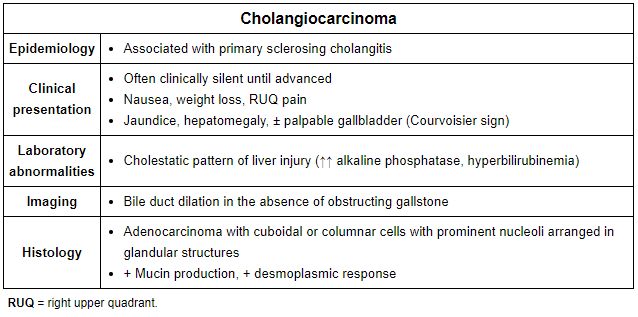 Cholangiocarcinoma
Epidemiology
• Associated with primary sclerosing cholangitis
Clinical
presentation
• Often clinically silent until advanced
• Nausea, weight loss, RUQ pain
• Jaundice, hepatomegaly, ± palpable gallbladder (Courvoisier sign)
Laboratory
abnormalities
• Cholestatic pattern of liver injury (↑↑ alkaline phosphatase, hyperbilirubinemia)
Imaging
• Bile duct dilation in the absence of obstructing gallstone
Histology
• Adenocarcinoma with cuboidal or columnar cells with prominent nucleoli arranged in
glandular structures
• + Mucin production, + desmoplasmic response
RUQ = right upper quadrant.